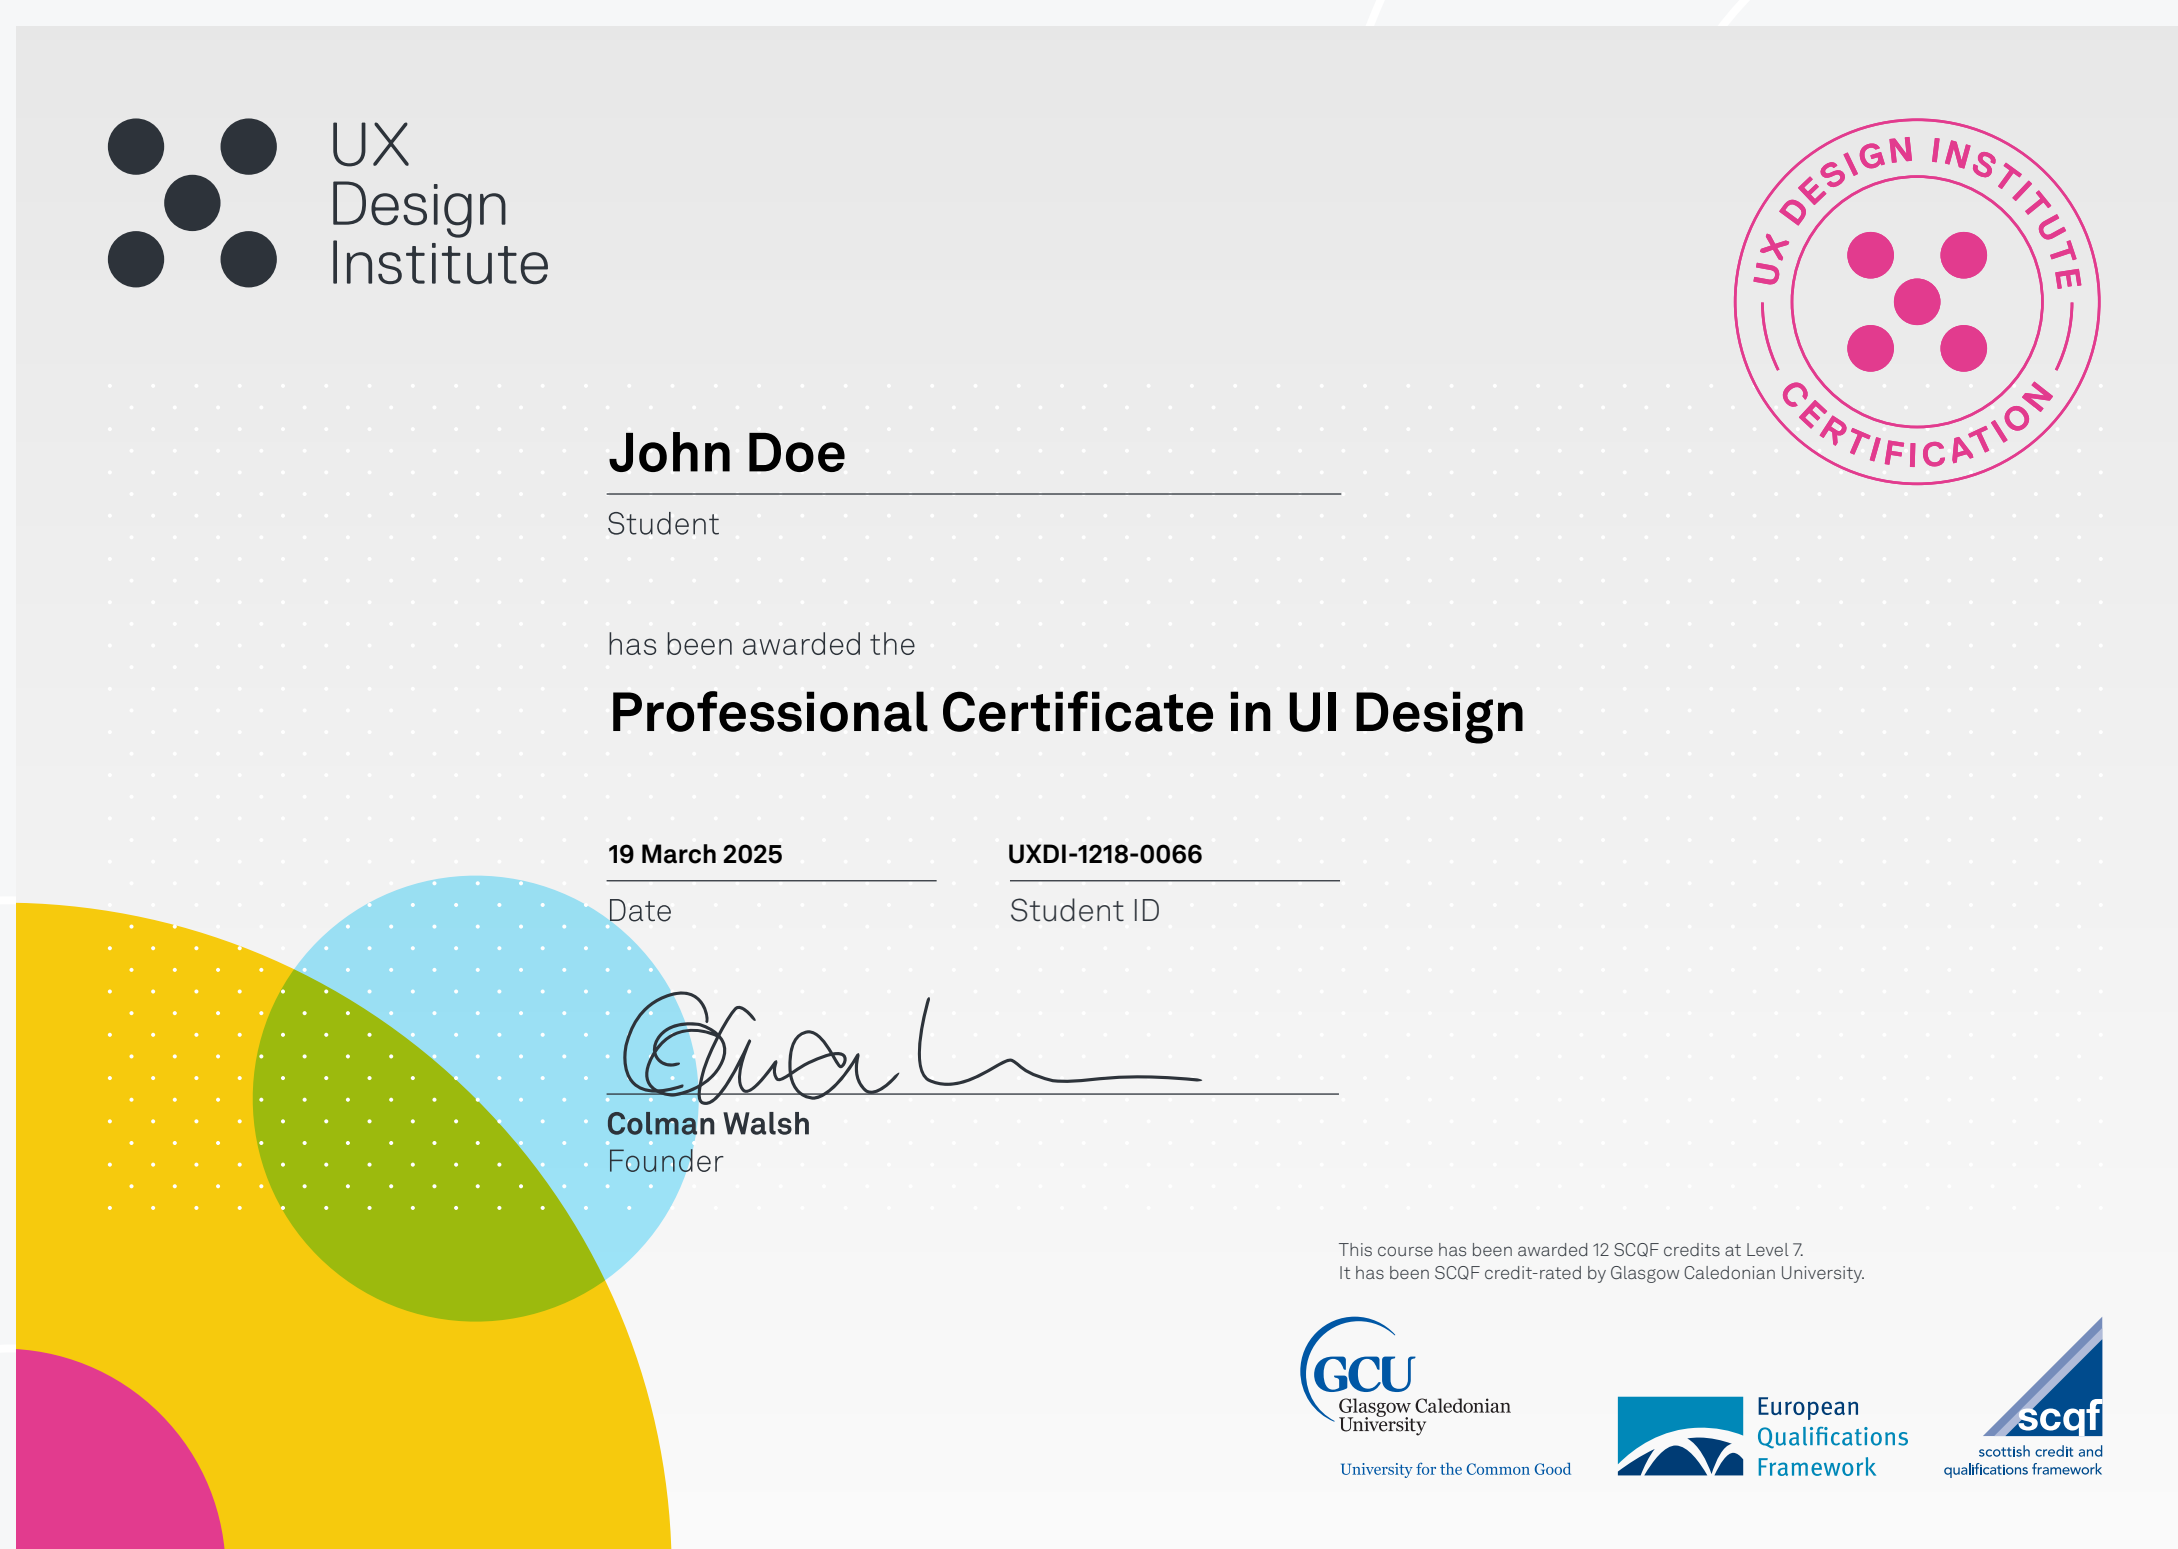 UX
Design
Institute
UX DESIGN INSTITUTE
CERTIFICATION
John Doe
Student
has been awarded the
Professional Certificate in UI Design
19 March 2025
Date
UXDI-1218-0066
Student ID
Colman Walsh
Founder
This course has been awarded 12 SCQF credits at Level 7.
It has been SCQF credit-rated by Glasgow Caledonian University.
GCU
Glasgow Caledonian
University
University for the Common Good
European
Qualifications
Framework
scqf
scottish credit and
qualifications framework